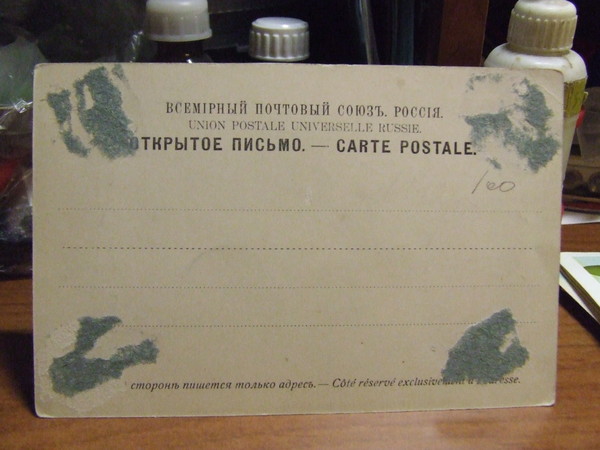 ВСЕМІРНЫЙ ПОЧТОВЫЙ СОЮЗЪ. РОССІЯ.
UNION POSTALE UNIVERSELLE RUSSIE.
ОТКРЫТОЕ ПИСЬМО. — CARTE POSTALE.
100
сторонѣ пишется только адресъ. — Côté réservé exclusivement à l'adresse.